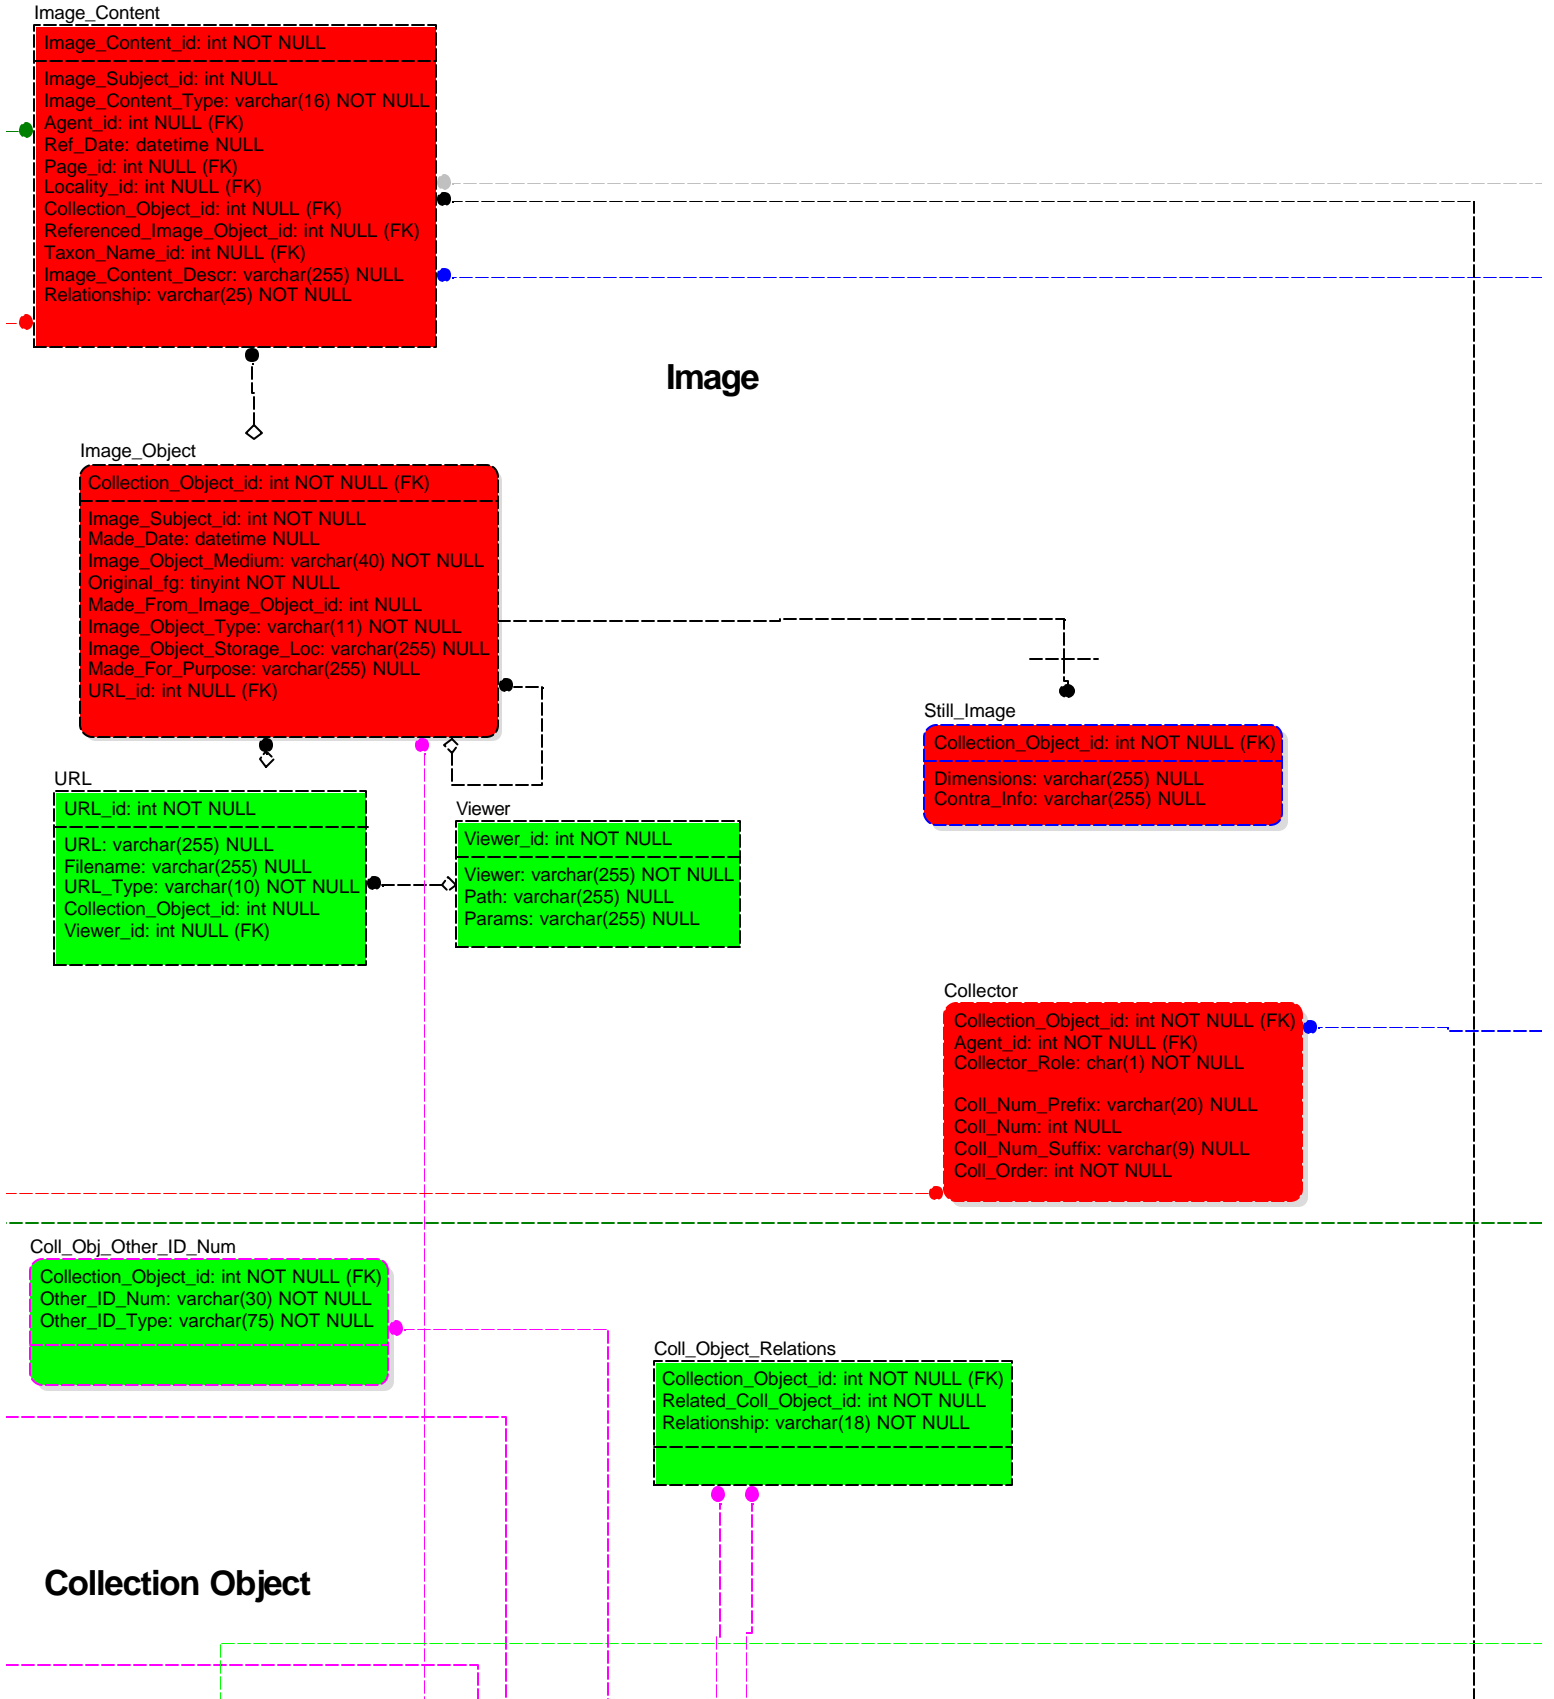 Image_Content
Image_Content_id: int NOT NULL
Image_Subject_id: int NULL
Image_Content_Type: varchar(16) NOT NULL
Agent_id: int NULL (FK)
Ref_Date: datetime NULL
Page_id: int NULL (FK)
Locality_id: int NULL (FK)
Collection_Object_id: int NULL (FK)
Referenced_Image_Object_id: int NULL (FK)
Taxon_Name_id: int NULL (FK)
Image_Content_Descr: varchar(255) NULL
Relationship: varchar(25) NOT NULL
Image
Image_Object
Collection_Object_id: int NOT NULL (FK)
Image_Subject_id: int NOT NULL
Made_Date: datetime NULL
Image_Object_Medium: varchar(40) NOT NULL
Original_fg: tinyint NOT NULL
Made_From_Image_Object_id: int NULL
Image_Object_Type: varchar(11) NOT NULL
Image_Object_Storage_Loc: varchar(255) NULL
Made_For_Purpose: varchar(255) NULL
URL_id: int NULL (FK)
Still_Image
Collection_Object_id: int NOT NULL (FK)
Dimensions: varchar(255) NULL
Contra_Info: varchar(255) NULL
URL
URL_id: int NOT NULL
URL: varchar(255) NULL
Filename: varchar(255) NULL
URL_Type: varchar(10) NOT NULL
Collection_Object_id: int NULL
Viewer_id: int NULL (FK)
Viewer
Viewer_id: int NOT NULL
Viewer: varchar(255) NOT NULL
Path: varchar(255) NULL
Params: varchar(255) NULL
Collector
Collection_Object_id: int NOT NULL (FK)
Agent_id: int NOT NULL (FK)
Collector_Role: char(1) NOT NULL
Coll_Num_Prefix: varchar(20) NULL
Coll_Num: int NULL
Coll_Num_Suffix: varchar(9) NULL
Coll_Order: int NOT NULL
Coll_Obj_Other_ID_Num
Collection_Object_id: int NOT NULL (FK)
Other_ID_Num: varchar(30) NOT NULL
Other_ID_Type: varchar(75) NOT NULL
Coll_Object_Relations
Collection_Object_id: int NOT NULL (FK)
Related_Coll_Object_id: int NOT NULL
Relationship: varchar(18) NOT NULL
Collection Object